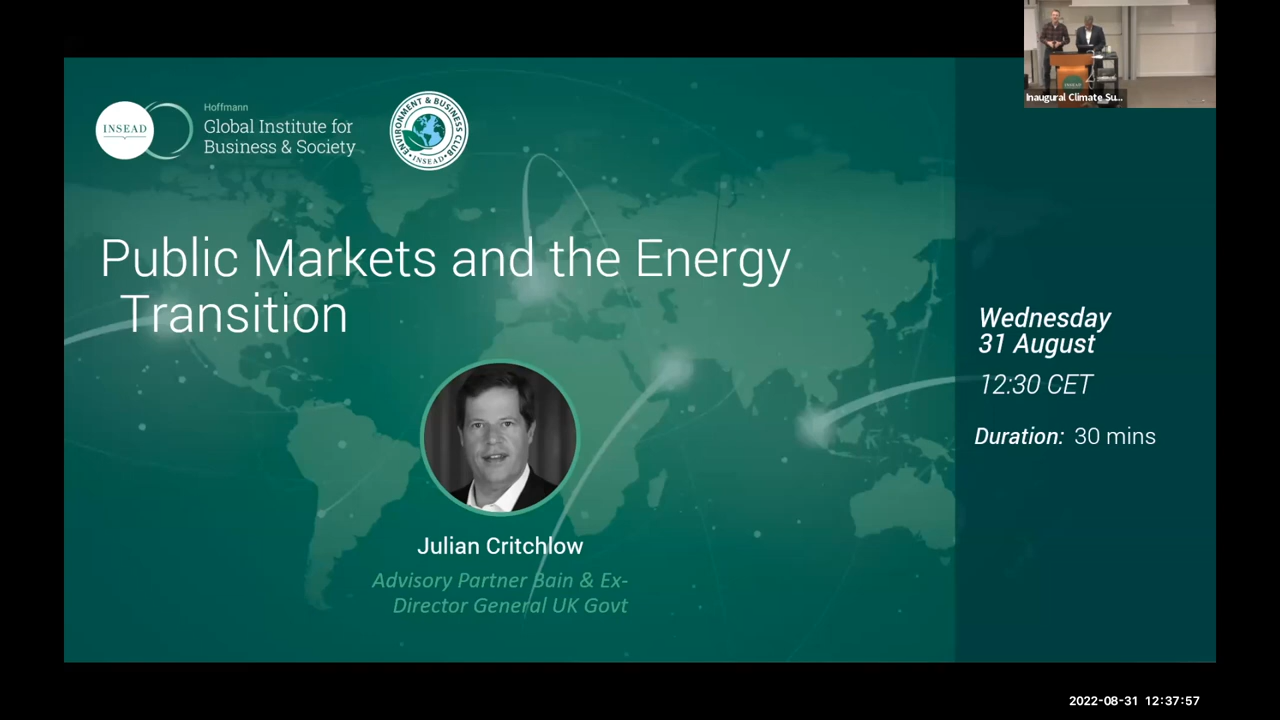 INSEAD
Hoffmann
Global Institute for
Business & Society
ENVIRONMENT & BUSINESS CLUB
• INSEAD •
Inaugural Climate Su...
Public Markets and the Energy
Transition
Wednesday
31 August
12:30 CET
Duration: 30 mins
Julian Critchlow
Advisory Partner Bain & Ex-
Director General UK Govt
2022-08-31 12:37:57